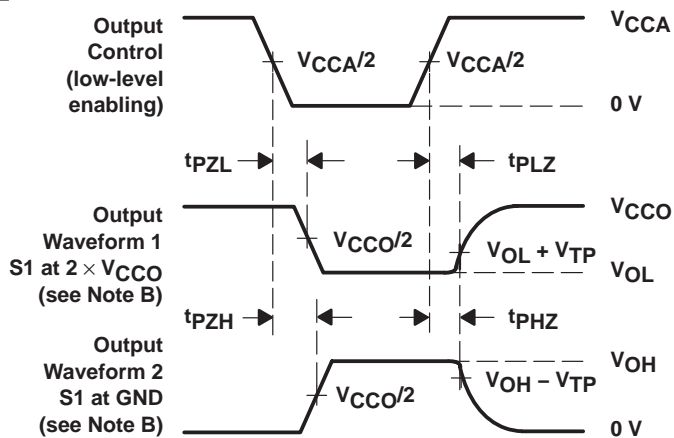 Output
Control
(low-level
enabling)
VCCA
VCCA/2
VCCA/2
0 V
tPZL
tPLZ
Output
Waveform 1
S1 at 2 × VCCO
(see Note B)
VCCO
VCCO/2
VOL + VTP
VOL
tPZH
tPHZ
Output
Waveform 2
S1 at GND
(see Note B)
VOH
VCCO/2
VOH − VTP
0 V